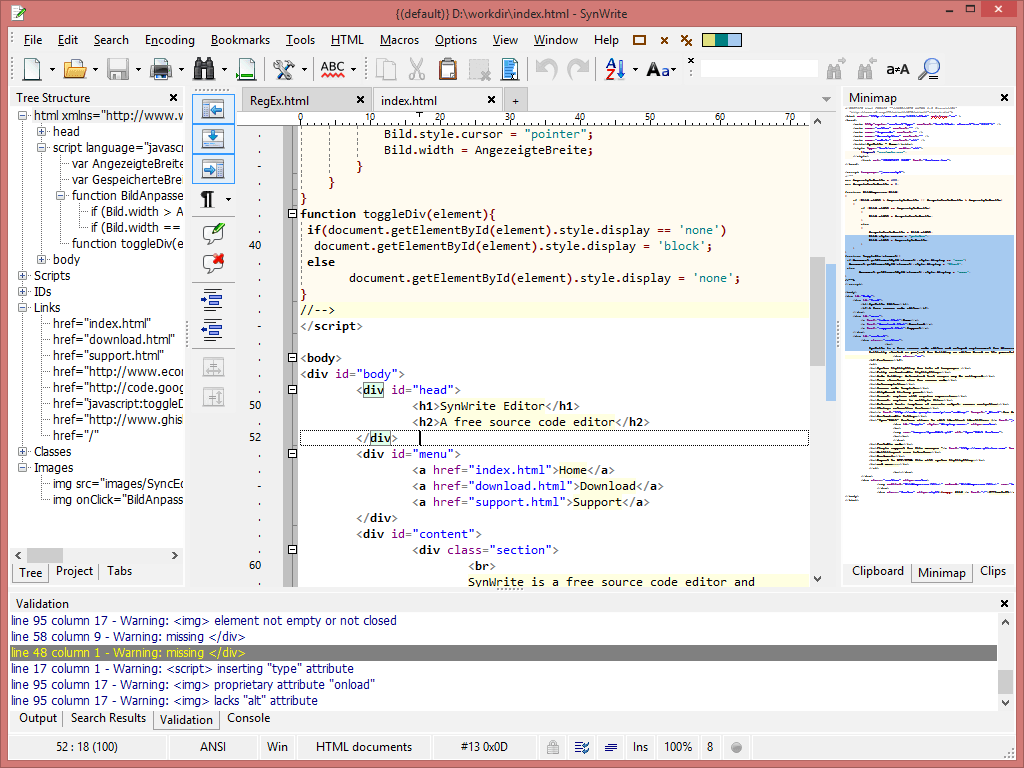 {(default)} D:\workdir\index.html - SynWrite
File Edit Search Encoding Bookmarks Tools HTML Macros Options View Window Help
ABC
Tree Structure
html xmlns="http://www.w
head
script language="javasc
var AngezeigteBreite
var GespeicherteBrei
function BildAnpasse
if (Bild.width > A
if (Bild.width ==
function toggleDiv(e
body
Scripts
IDs
Links
href="index.html"
href="download.html"
href="support.html"
href="http://www.econ
href="http://code.goog
href="javascript:toggleD
href="http://www.ghis
href="/"
Classes
Images
img src="images/SyncEd
img onClick="BildAnpass
Tree Project Tabs
RegEx.html index.html +
0 10 20 30 40 50 60 70
Bild.style.cursor = "pointer";
Bild.width = AngezeigteBreite;
}
}
}
function toggleDiv(element){
if(document.getElementById(element).style.display == 'none')
40 document.getElementById(element).style.display = 'block';
else
document.getElementById(element).style.display = 'none';
}
//-->
</script>
<body>
<div id="body">
<div id="head">
50 <h1>SynWrite Editor</h1>
<h2>A free source code editor</h2>
52 </div>
<div id="menu">
<a href="index.html">Home</a>
<a href="download.html">Download</a>
<a href="support.html">Support</a>
</div>
<div id="content">
<div class="section">
60 <br>
SynWrite is a free source code editor and
Minimap
Clipboard Minimap Clips
Validation
line 95 column 17 - Warning: <img> element not empty or not closed
line 58 column 9 - Warning: missing </div>
line 48 column 1 - Warning: missing </div>
line 17 column 1 - Warning: <script> inserting "type" attribute
line 95 column 17 - Warning: <img> proprietary attribute "onload"
line 95 column 17 - Warning: <img> lacks "alt" attribute
Output Search Results Validation Console
52 : 18 (100) ANSI Win HTML documents #13 0x0D Ins 100% 8